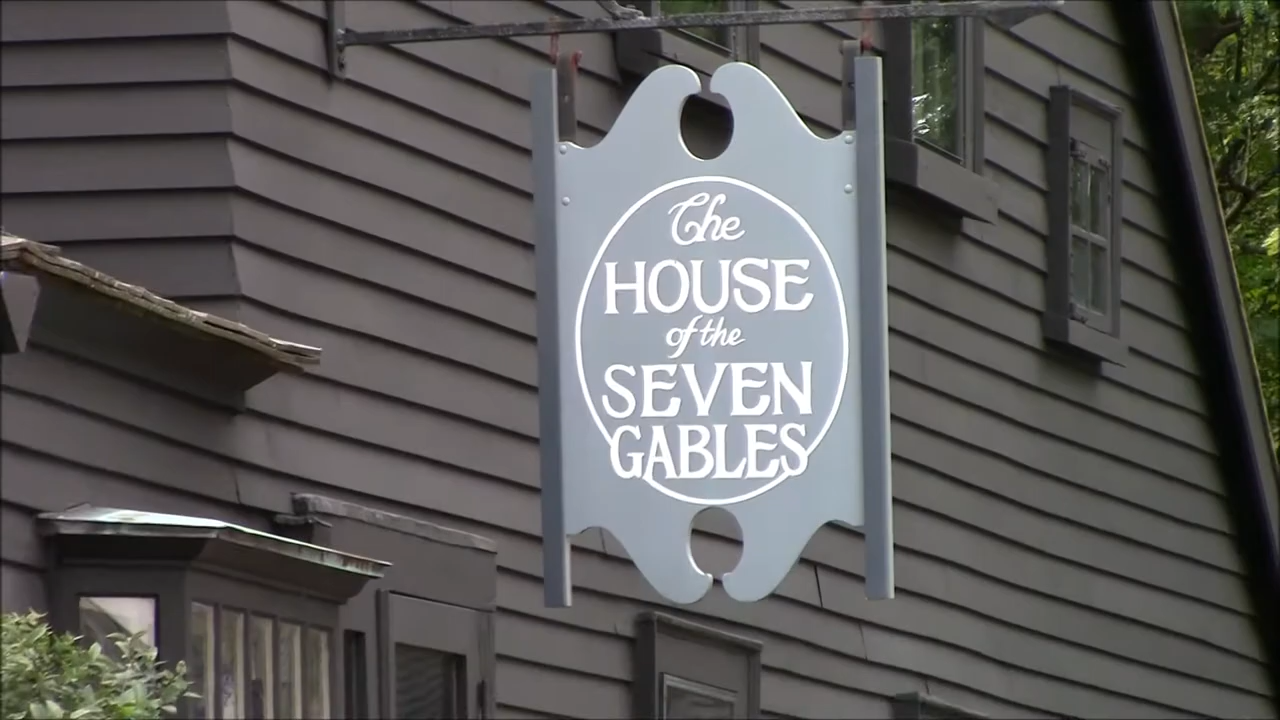 The
HOUSE
of the
SEVEN
GABLES